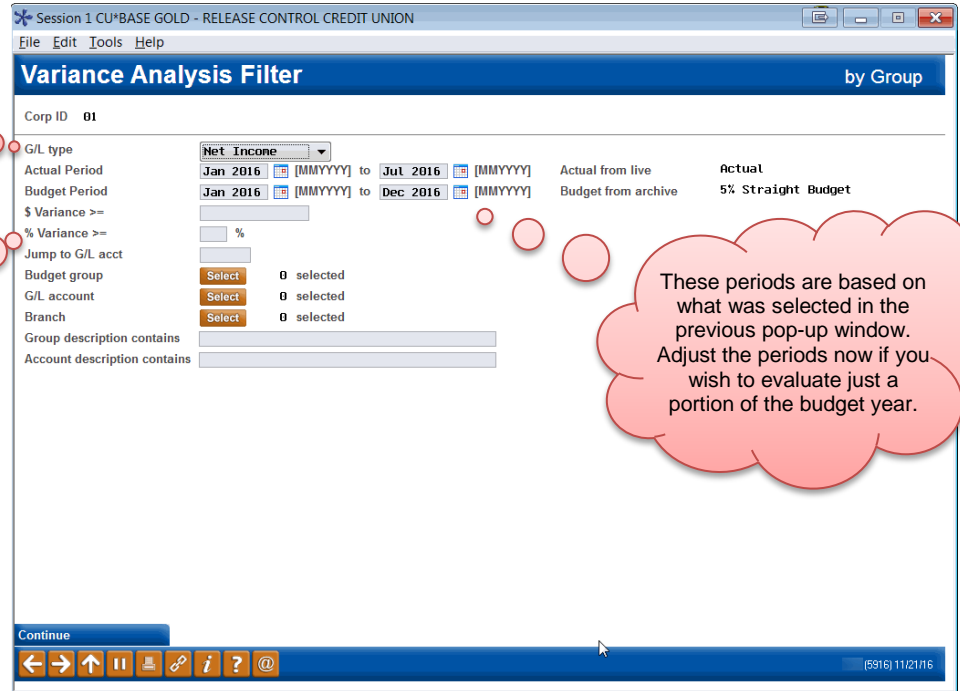 Session 1 CU*BASE GOLD - RELEASE CONTROL CREDIT UNION
File Edit Tools Help
Variance Analysis Filter by Group
Corp ID 01
G/L type Net Income
Actual Period Jan 2016 [MMYYYY] to Jul 2016 [MMYYYY] Actual from live Actual
Budget Period Jan 2016 [MMYYYY] to Dec 2016 [MMYYYY] Budget from archive 5% Straight Budget
$ Variance >=
% Variance >= %
Jump to G/L acct
Budget group Select 0 selected
G/L account Select 0 selected
Branch Select 0 selected
Group description contains
Account description contains
These periods are based on
what was selected in the
previous pop-up window.
Adjust the periods now if you
wish to evaluate just a
portion of the budget year.
Continue
i ? @
(5916) 11/21/16